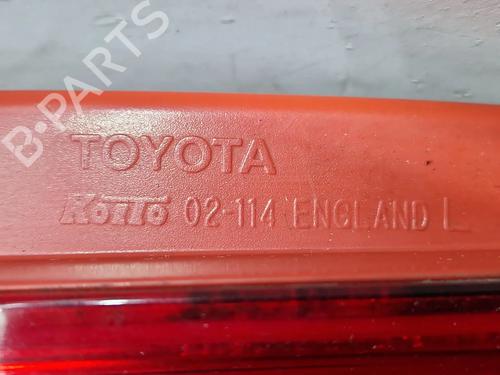 B-PARTS
TOYOTA
KOITO 02-114 ENGLAND L